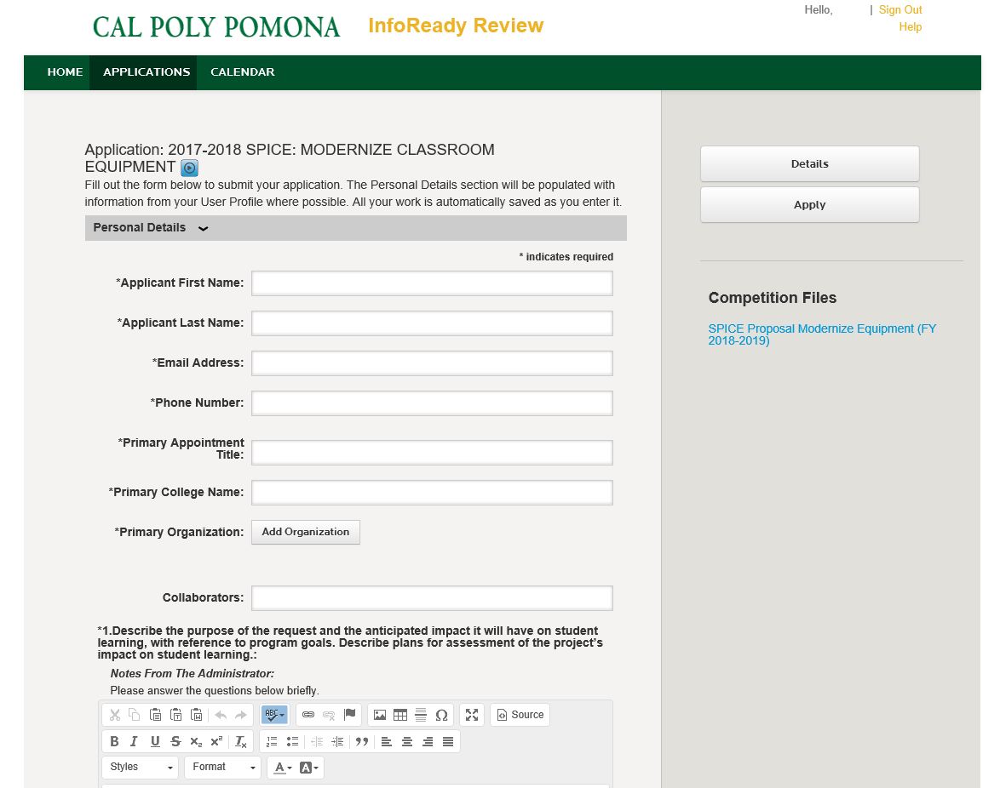 CAL POLY POMONA
InfoReady Review
Hello, | Sign Out
Help
HOME APPLICATIONS CALENDAR
Application: 2017-2018 SPICE: MODERNIZE CLASSROOM
EQUIPMENT
Fill out the form below to submit your application. The Personal Details section will be populated with
information from your User Profile where possible. All your work is automatically saved as you enter it.
Personal Details
* indicates required
*Applicant First Name:
*Applicant Last Name:
*Email Address:
*Phone Number:
*Primary Appointment
Title:
*Primary College Name:
*Primary Organization: Add Organization
Collaborators:
*1.Describe the purpose of the request and the anticipated impact it will have on student
learning, with reference to program goals. Describe plans for assessment of the project's
impact on student learning.:
Notes From The Administrator:
Please answer the questions below briefly.
ABC Ω Source
B I U S x₂ x² Tx
Styles Format A A
Details
Apply
Competition Files
SPICE Proposal Modernize Equipment (FY
2018-2019)